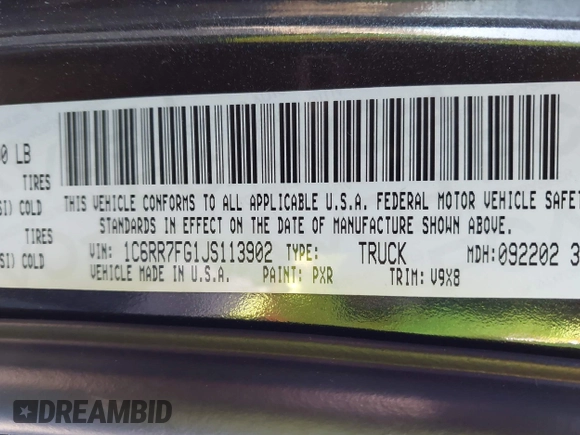 0 LB
TIRES
SI) COLD
TIRES
SI) COLD
THIS VEHICLE CONFORMS TO ALL APPLICABLE U.S.A. FEDERAL MOTOR VEHICLE SAFET
STANDARDS IN EFFECT ON THE DATE OF MANUFACTURE SHOWN ABOVE.
VIN: 1C6RR7FG1JS113902 TYPE: TRUCK MDH:092202 3
VEHICLE MADE IN U.S.A. PAINT: PXR TRIM: V9X8
DREAMBID